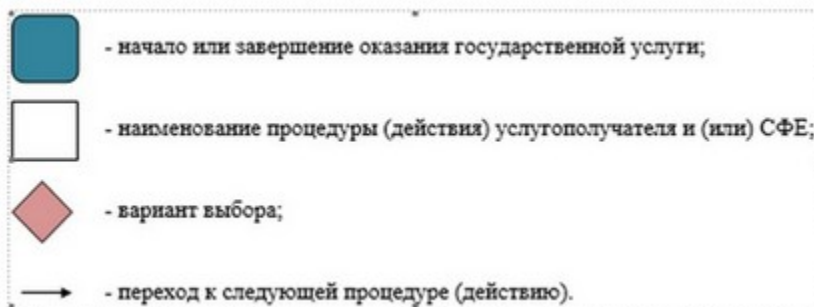 - начало или завершение оказания государственной услуги;
- наименование процедуры (действия) услугополучателя и (или) СФЕ;
- вариант выбора;
- переход к следующей процедуре (действию).